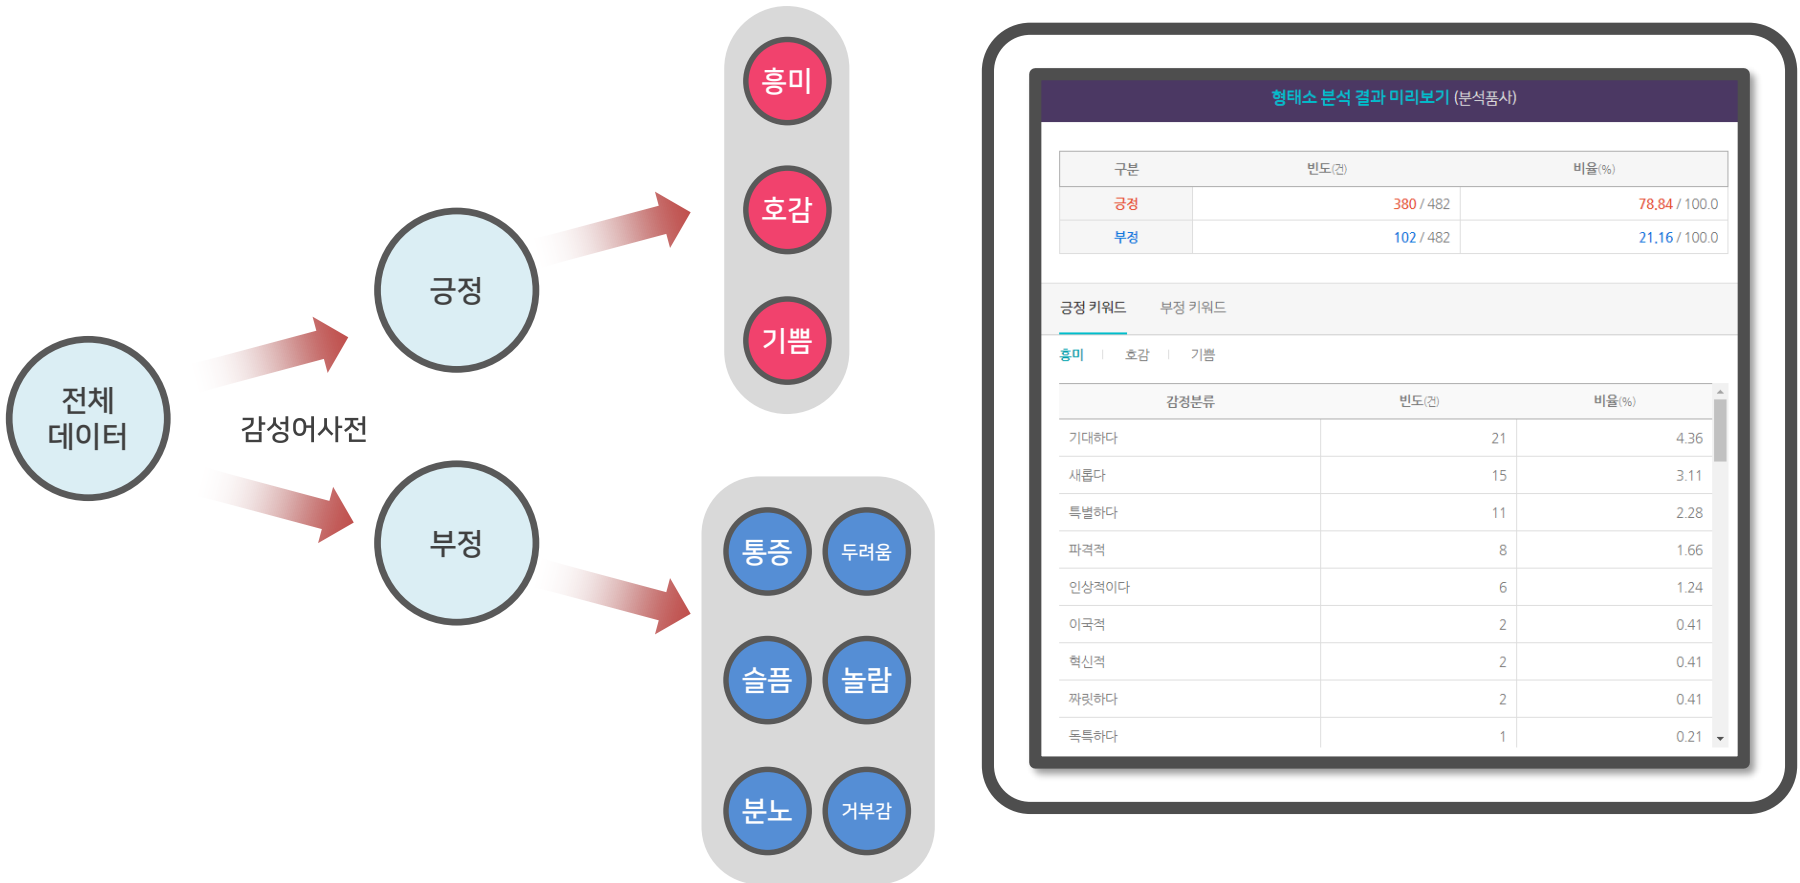 전체
데이터
감성어사전
긍정
부정
흥미
호감
기쁨
통증 두려움
슬픔 놀람
분노 거부감
형태소 분석 결과 미리보기 (분석품사)
구분 빈도(건) 비율(%)
긍정 380 / 482 78.84 / 100.0
부정 102 / 482 21.16 / 100.0
긍정 키워드 부정 키워드
흥미 호감 기쁨
감정분류 빈도(건) 비율(%)
기대하다 21 4.36
새롭다 15 3.11
특별하다 11 2.28
파격적 8 1.66
인상적이다 6 1.24
이국적 2 0.41
혁신적 2 0.41
짜릿하다 2 0.41
독특하다 1 0.21